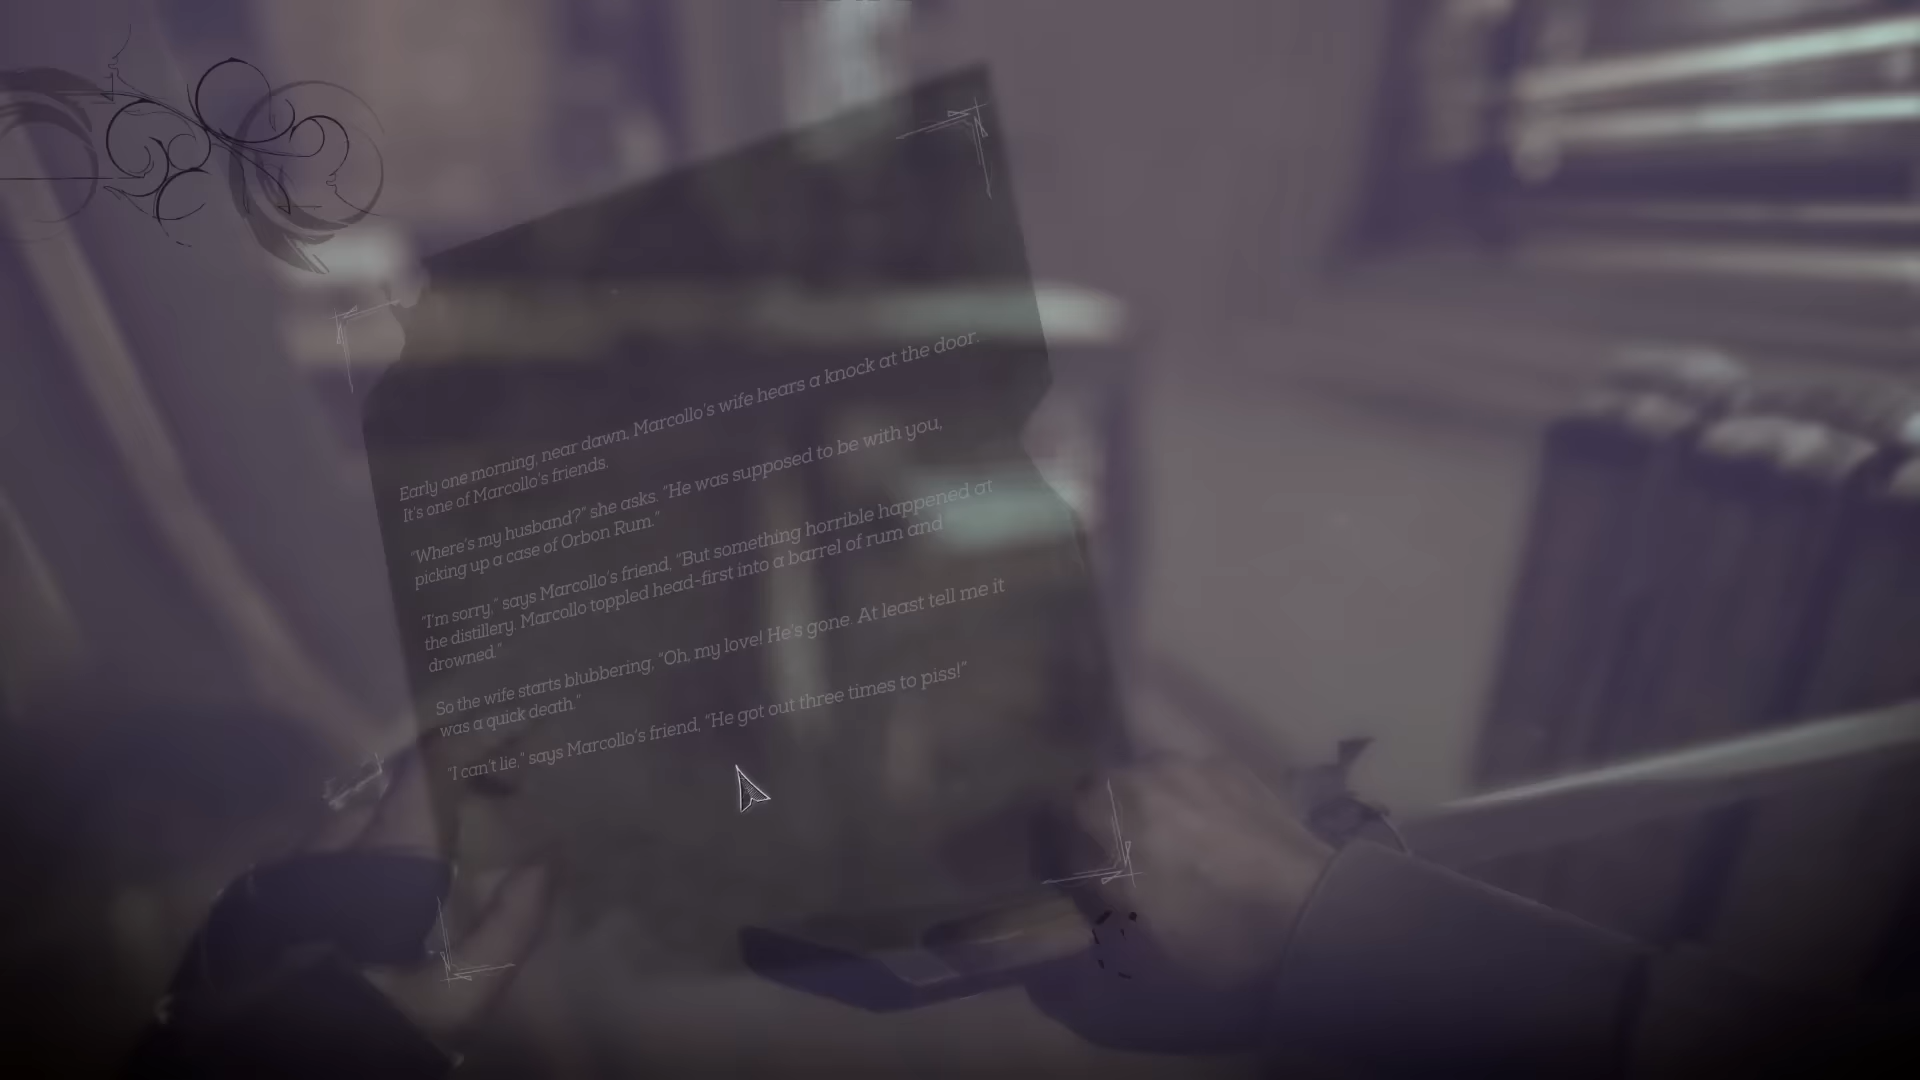 Early one morning, near dawn, Marcollo's wife hears a knock at the door.
It's one of Marcollo's friends.
"Where's my husband?" she asks. "He was supposed to be with you,
picking up a case of Orbon Rum."
"I'm sorry," says Marcollo's friend, "But something horrible happened at
the distillery. Marcollo toppled head-first into a barrel of rum and
drowned."
So the wife starts blubbering, "Oh, my love! He's gone. At least tell me it
was a quick death."
"I can't lie," says Marcollo's friend, "He got out three times to piss!"